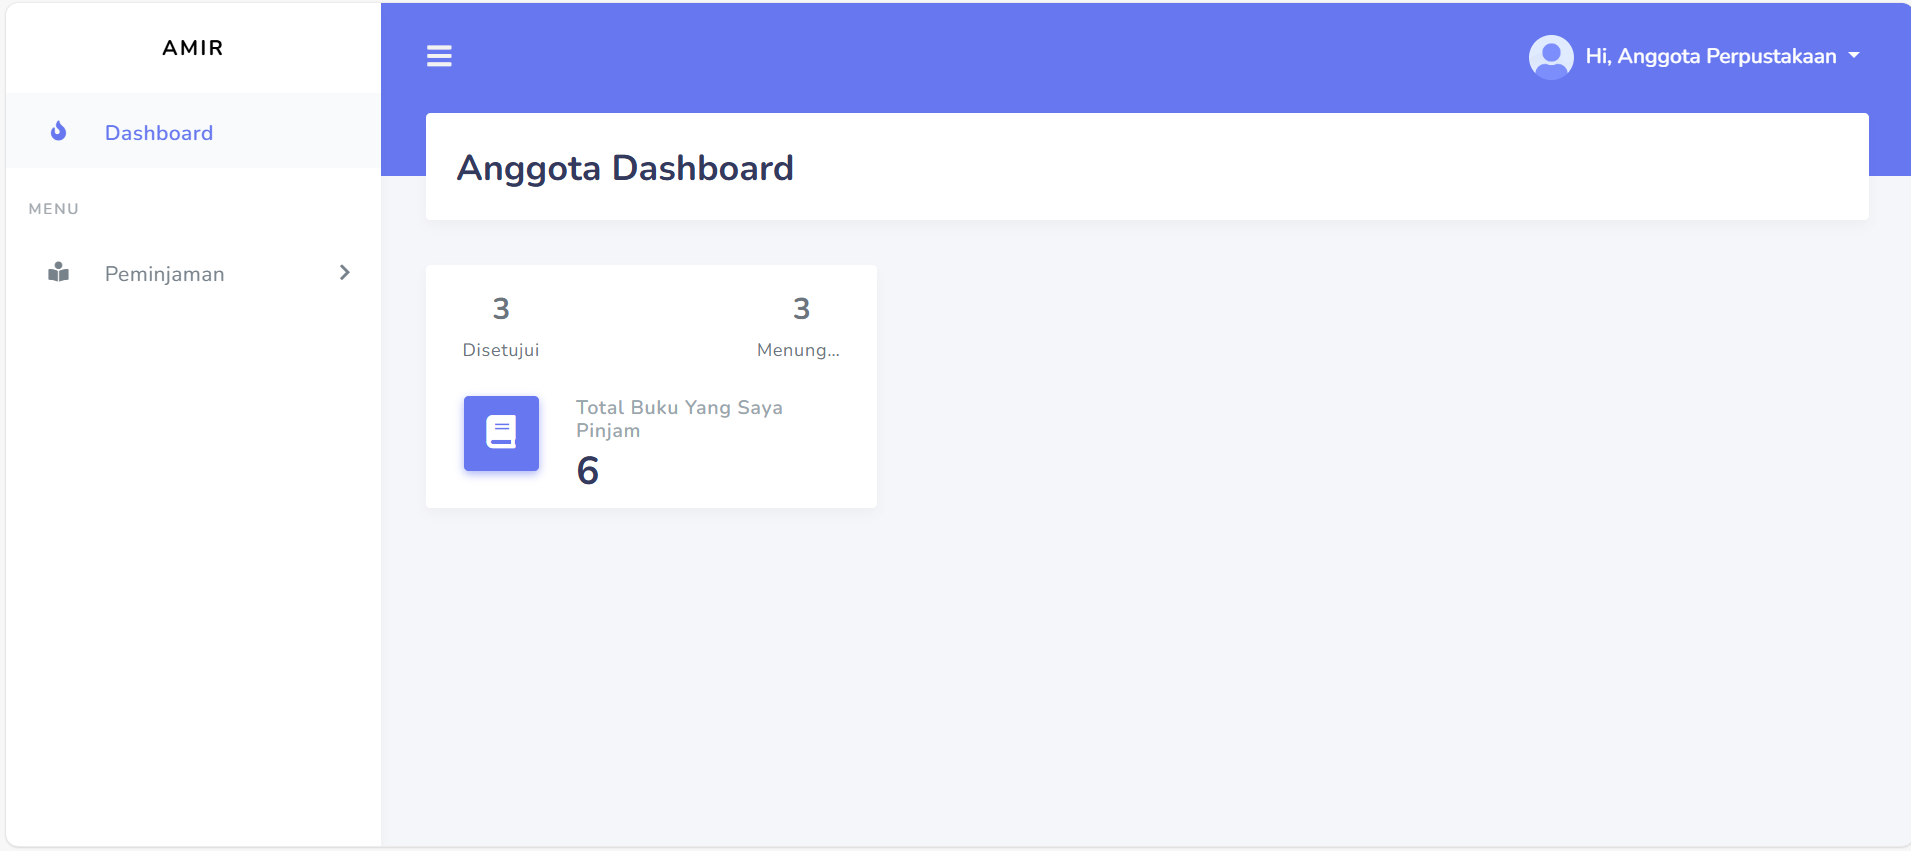 AMIR
Hi, Anggota Perpustakaan
Dashboard
MENU
Peminjaman
Anggota Dashboard
3
Disetujui
3
Menung...
Total Buku Yang Saya
Pinjam
6